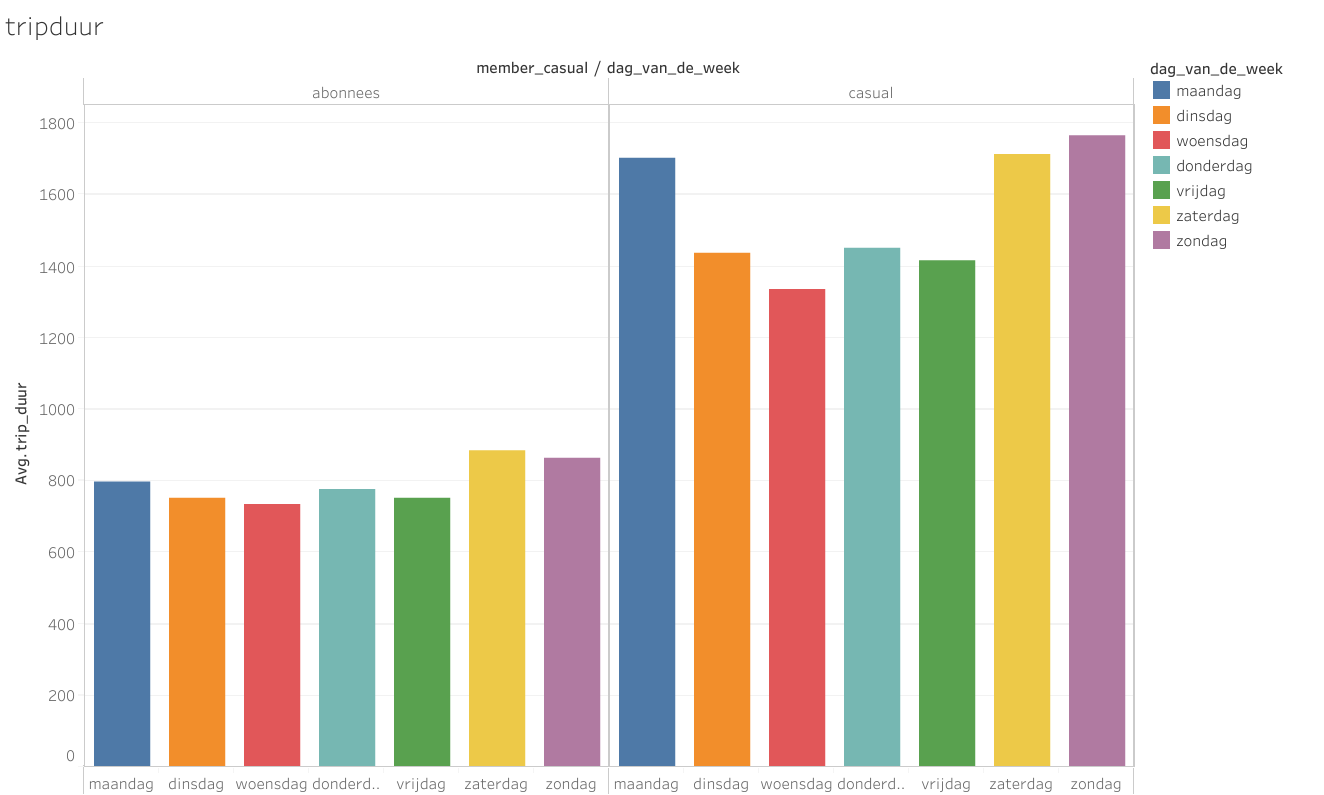 tripduur
member_casual / dag_van_de_week
abonnees casual
1800
1600
1400
1200
1000
800
600
400
200
0
Avg. trip_duur
maandag dinsdag woensdag donderd.. vrijdag zaterdag zondag maandag dinsdag woensdag donderd.. vrijdag zaterdag zondag
dag_van_de_week
maandag
dinsdag
woensdag
donderdag
vrijdag
zaterdag
zondag